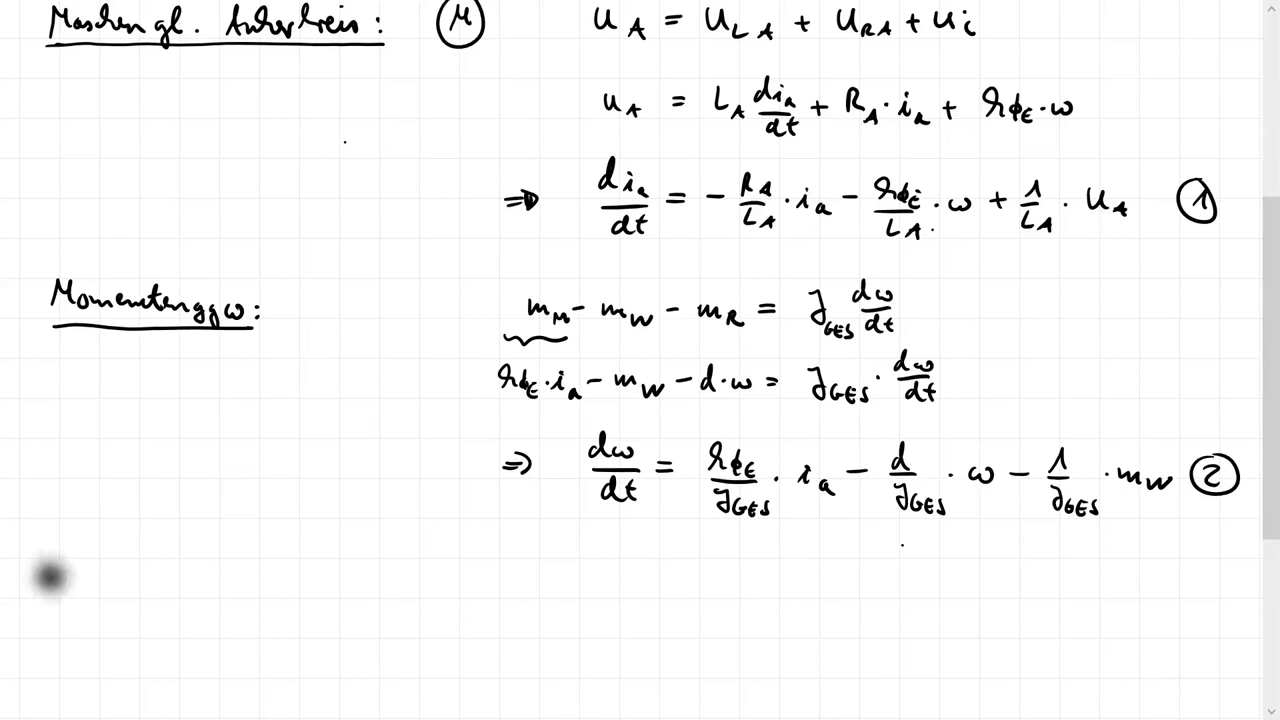 Maschengl. Ankerkreis: (M) u_A = u_LA + u_RA + u_i
u_A = L_A di_a/dt + R_A · i_a + kϕ_E · ω
⇒ di_a/dt = - R_A/L_A · i_a - kϕ_E/L_A · ω + 1/L_A · u_A (1)
Momentenggw: m_M - m_W - m_R = J_GES dω/dt
kϕ_E · i_a - m_W - d · ω = J_GES · dω/dt
⇒ dω/dt = kϕ_E/J_GES · i_a - d/J_GES · ω - 1/J_GES · m_W (2)